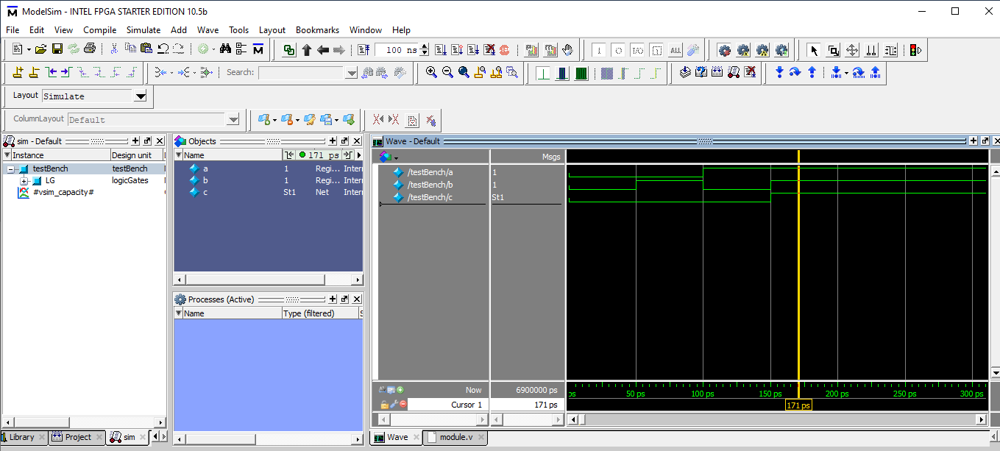 ModelSim - INTEL FPGA STARTER EDITION 10.5b
File Edit View Compile Simulate Add Wave Tools Layout Bookmarks Window Help
100 ns
Search:
Layout Simulate
ColumnLayout Default
sim - Default
Instance Design unit
testBench testBench
LG logicGates
#vsim_capacity#
Objects
Name 171 ps
a 1 Regi... Inter
b 1 Regi... Inter
c St1 Net Inter
Processes (Active)
Name Type (filtered) S
Wave - Default
Msgs
/testBench/a 1
/testBench/b 1
/testBench/c St1
Now 6900000 ps
ps 50 ps 100 ps 150 ps 200 ps 250 ps 300 ps
Cursor 1 171 ps
171 ps
Library Project sim
Wave module.v